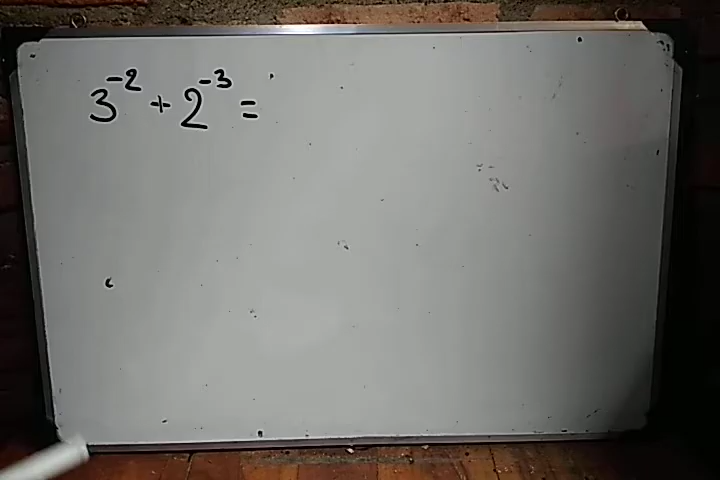 3⁻² + 2⁻³ =